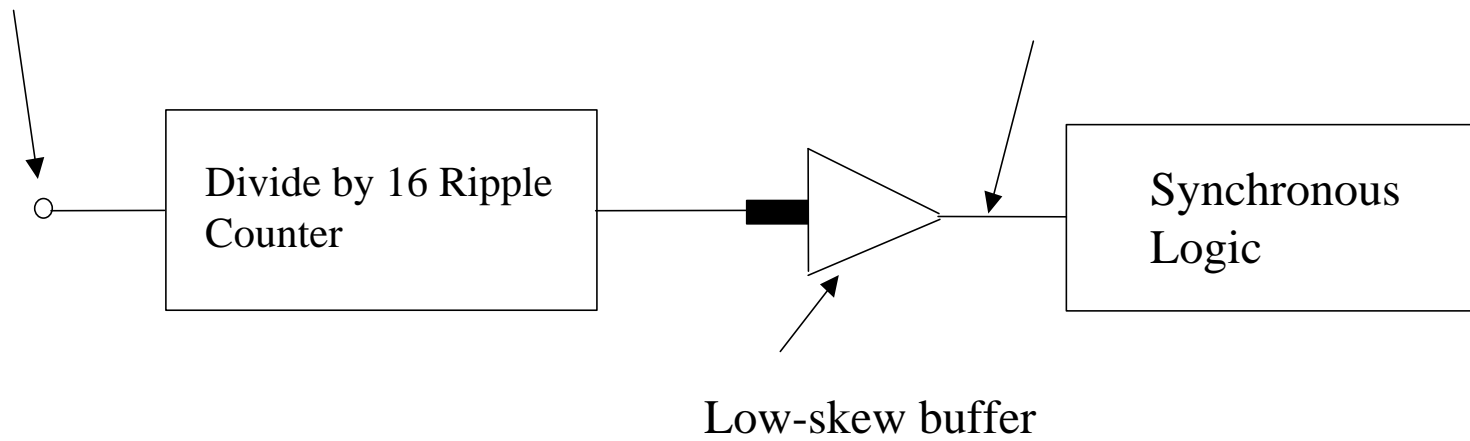 Divide by 16 Ripple
Counter
Synchronous
Logic
Low-skew buffer